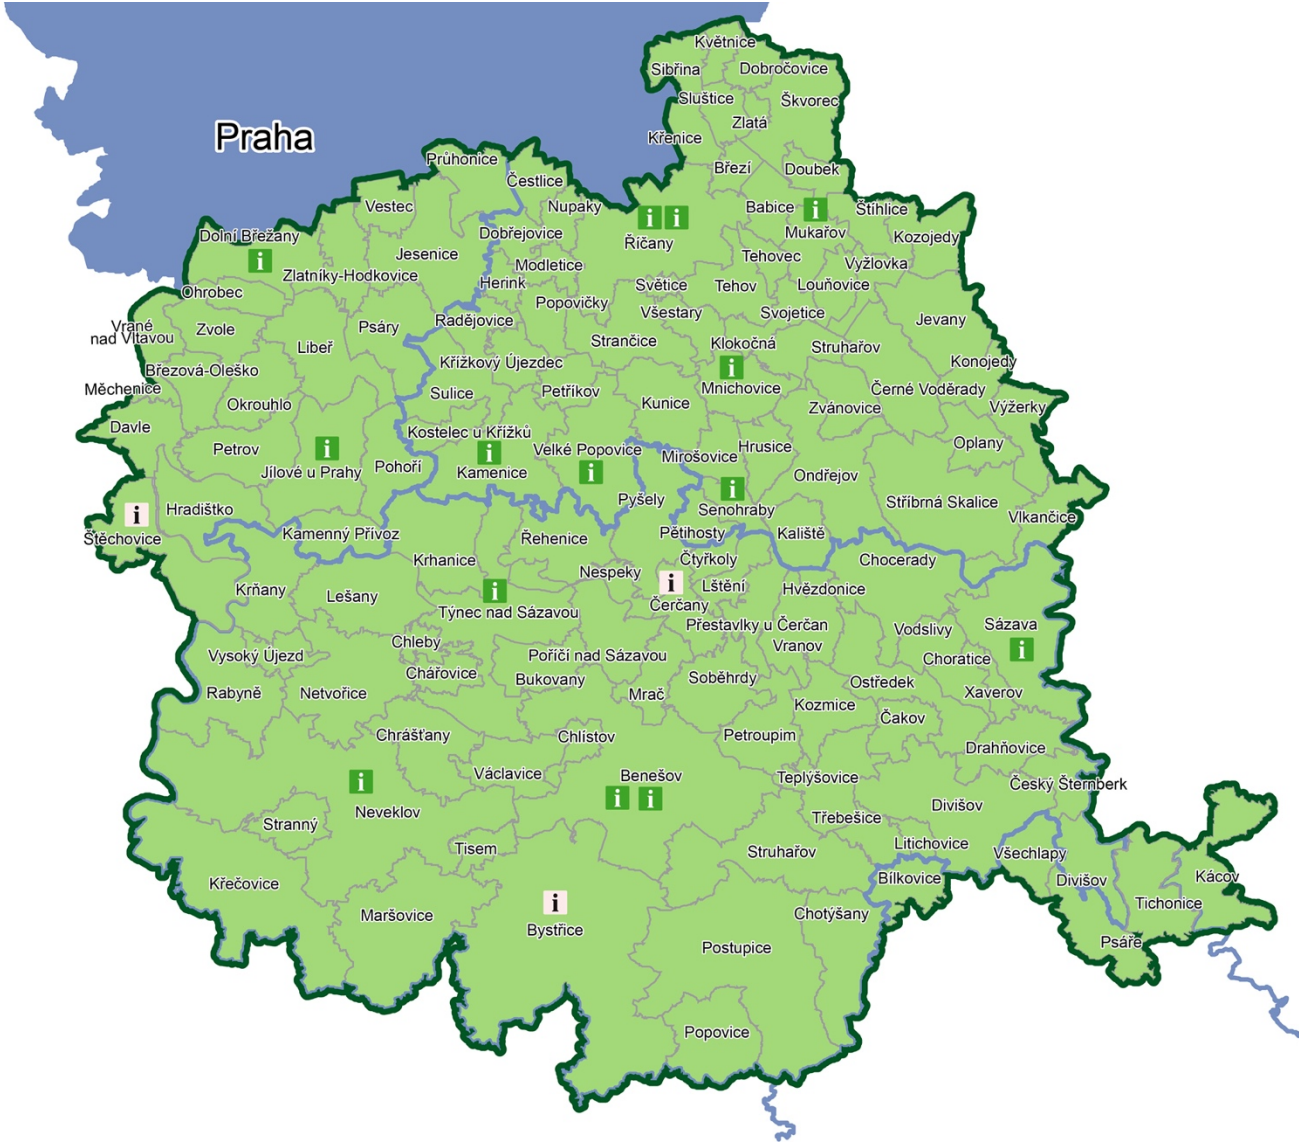 Květnice
Sibřina
Dobročovice
Sluštice
Škvorec
Zlatá
Praha
Křenice
Průhonice
Březí
Doubek
Čestlice
Vestec
Nupaky
i i
Babice
i
Štíhlice
Dolní Břežany
Dobřejovice
Říčany
Mukařov
Kozojedy
i
Jesenice
Tehovec
Zlatníky-Hodkovice
Modletice
Vyžlovka
Ohrobec
Herink
Světice
Tehov
Louňovice
Popovičky
Všestary
Svojetice
Vrané
nad Vltavou
Zvole
Psáry
Radějovice
Jevany
Libeř
Strančice
Klokočná
Struhařov
Březová-Oleško
Křížkový Újezdec
i
Konojedy
Měchenice
Sulice
Petříkov
Mnichovice
Černé Voděrady
Okrouhlo
Kunice
Zvánovice
Výžerky
Davle
Kostelec u Křížků
Petrov
i
i
Velké Popovice
Mirošovice
Hrusice
Oplany
Jílové u Prahy
Pohoří
Kamenice
i
Ondřejov
Hradištko
Pyšely
i
Senohraby
Stříbrná Skalice
i
Štěchovice
Kamenný Přívoz
Řehenice
Pětihosty
Kaliště
Vlkančice
Krhanice
Čtyřkoly
Chocerady
Krňany
Lešany
i
Nespeky
i
Lštění
Hvězdonice
Týnec nad Sázavou
Čerčany
Přestavlky u Čerčan
Vodslivy
Sázava
Chleby
Vysoký Újezd
Poříčí nad Sázavou
Vranov
Choratice
i
Chářovice
Bukovany
Soběhrdy
Ostředek
Rabyně
Netvořice
Mrač
Kozmice
Xaverov
Chrášťany
Chlístov
Petroupim
Čakov
Drahňovice
Václavice
Benešov
Teplýšovice
Český Šternberk
i
i i
Neveklov
Třebešice
Divišov
Stranný
Tisem
Struhařov
Litichovice
Všechlapy
Křečovice
Bílkovice
Divišov
Kácov
i
Maršovice
Chotýšany
Tichonice
Bystřice
Postupice
Psáře
Popovice